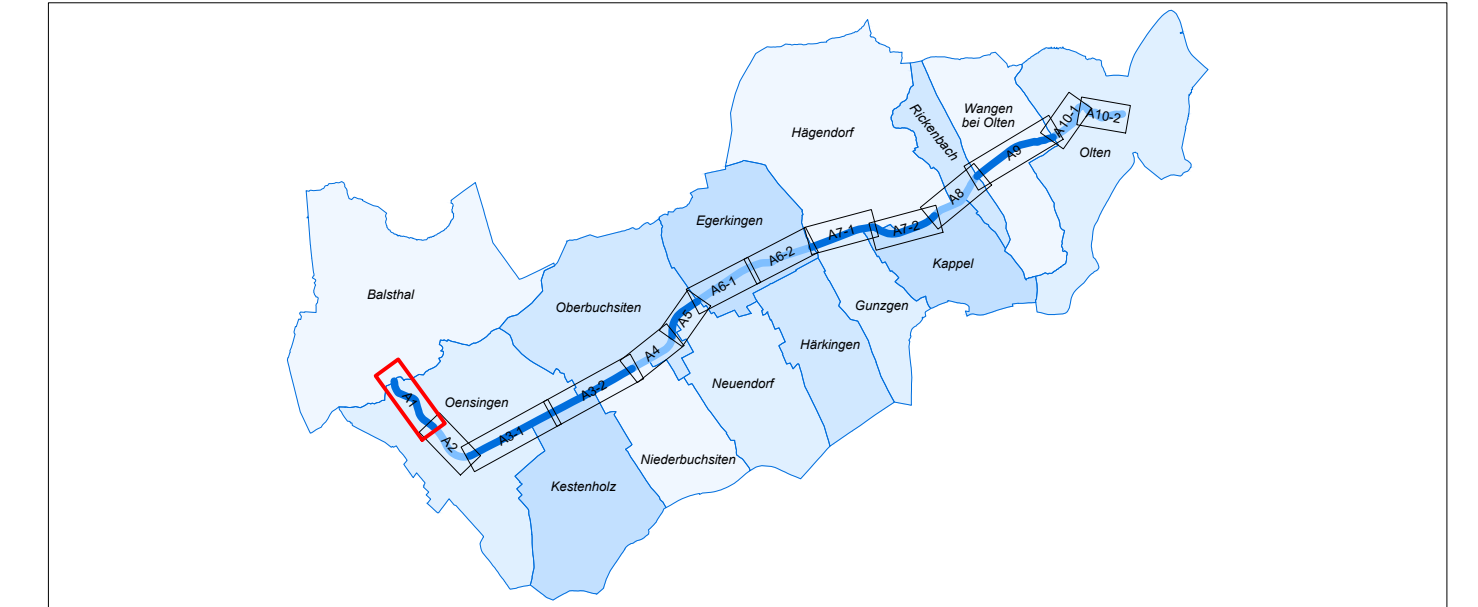 Hägendorf
Rickenbach
Wangen
bei Olten
A10-1
A10-2
Olten
A9
A8
Egerkingen
A7-1
A7-2
A6-2
A6-1
Kappel
Balsthal
Oberbuchsiten
A5
Gunzgen
Härkingen
A4
Neuendorf
A1
Oensingen
A3-2
A3-1
A2
Niederbuchsiten
Kestenholz